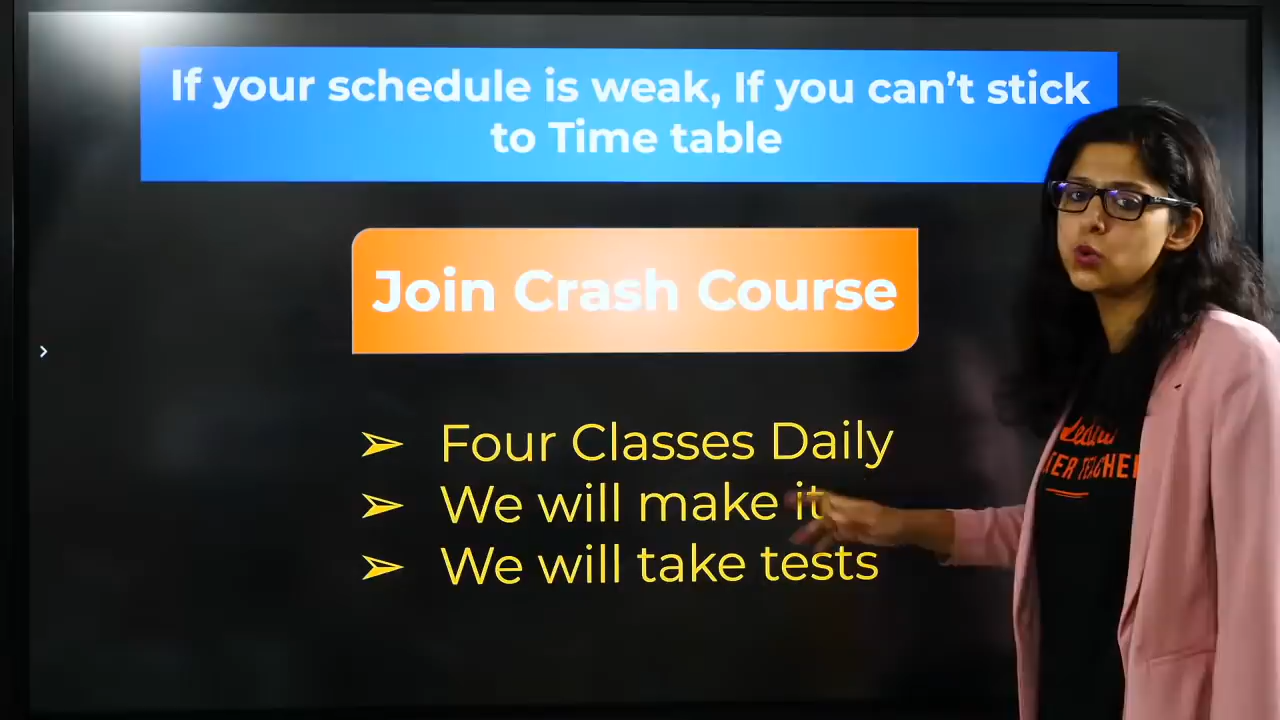 If your schedule is weak, If you can't stick
to Time table
Join Crash Course
➢ Four Classes Daily
➢ We will make it
➢ We will take tests